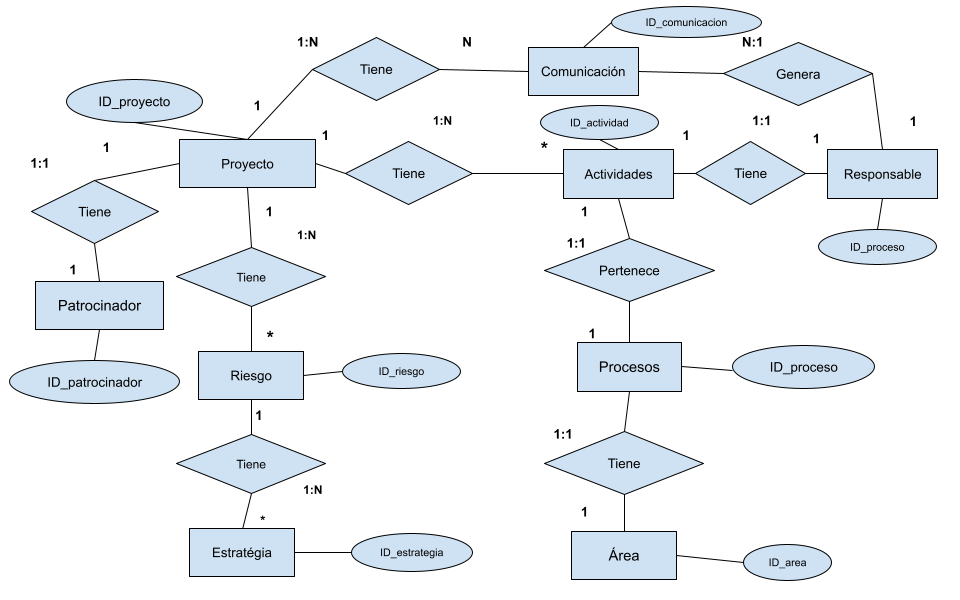 ID_comunicacion
1:N
N
N:1
Tiene
Comunicación
Genera
ID_proyecto
1
1:N
ID_actividad
1:1
1
1
1
*
1
1
1:1
Proyecto
Tiene
Actividades
Tiene
Responsable
Tiene
1
1
1:N
1:1
ID_proceso
1
Tiene
Pertenece
Patrocinador
*
1
ID_patrocinador
Riesgo
ID_riesgo
Procesos
ID_proceso
1
1:1
Tiene
Tiene
1:N
*
1
Estratégia
ID_estrategia
Área
ID_area